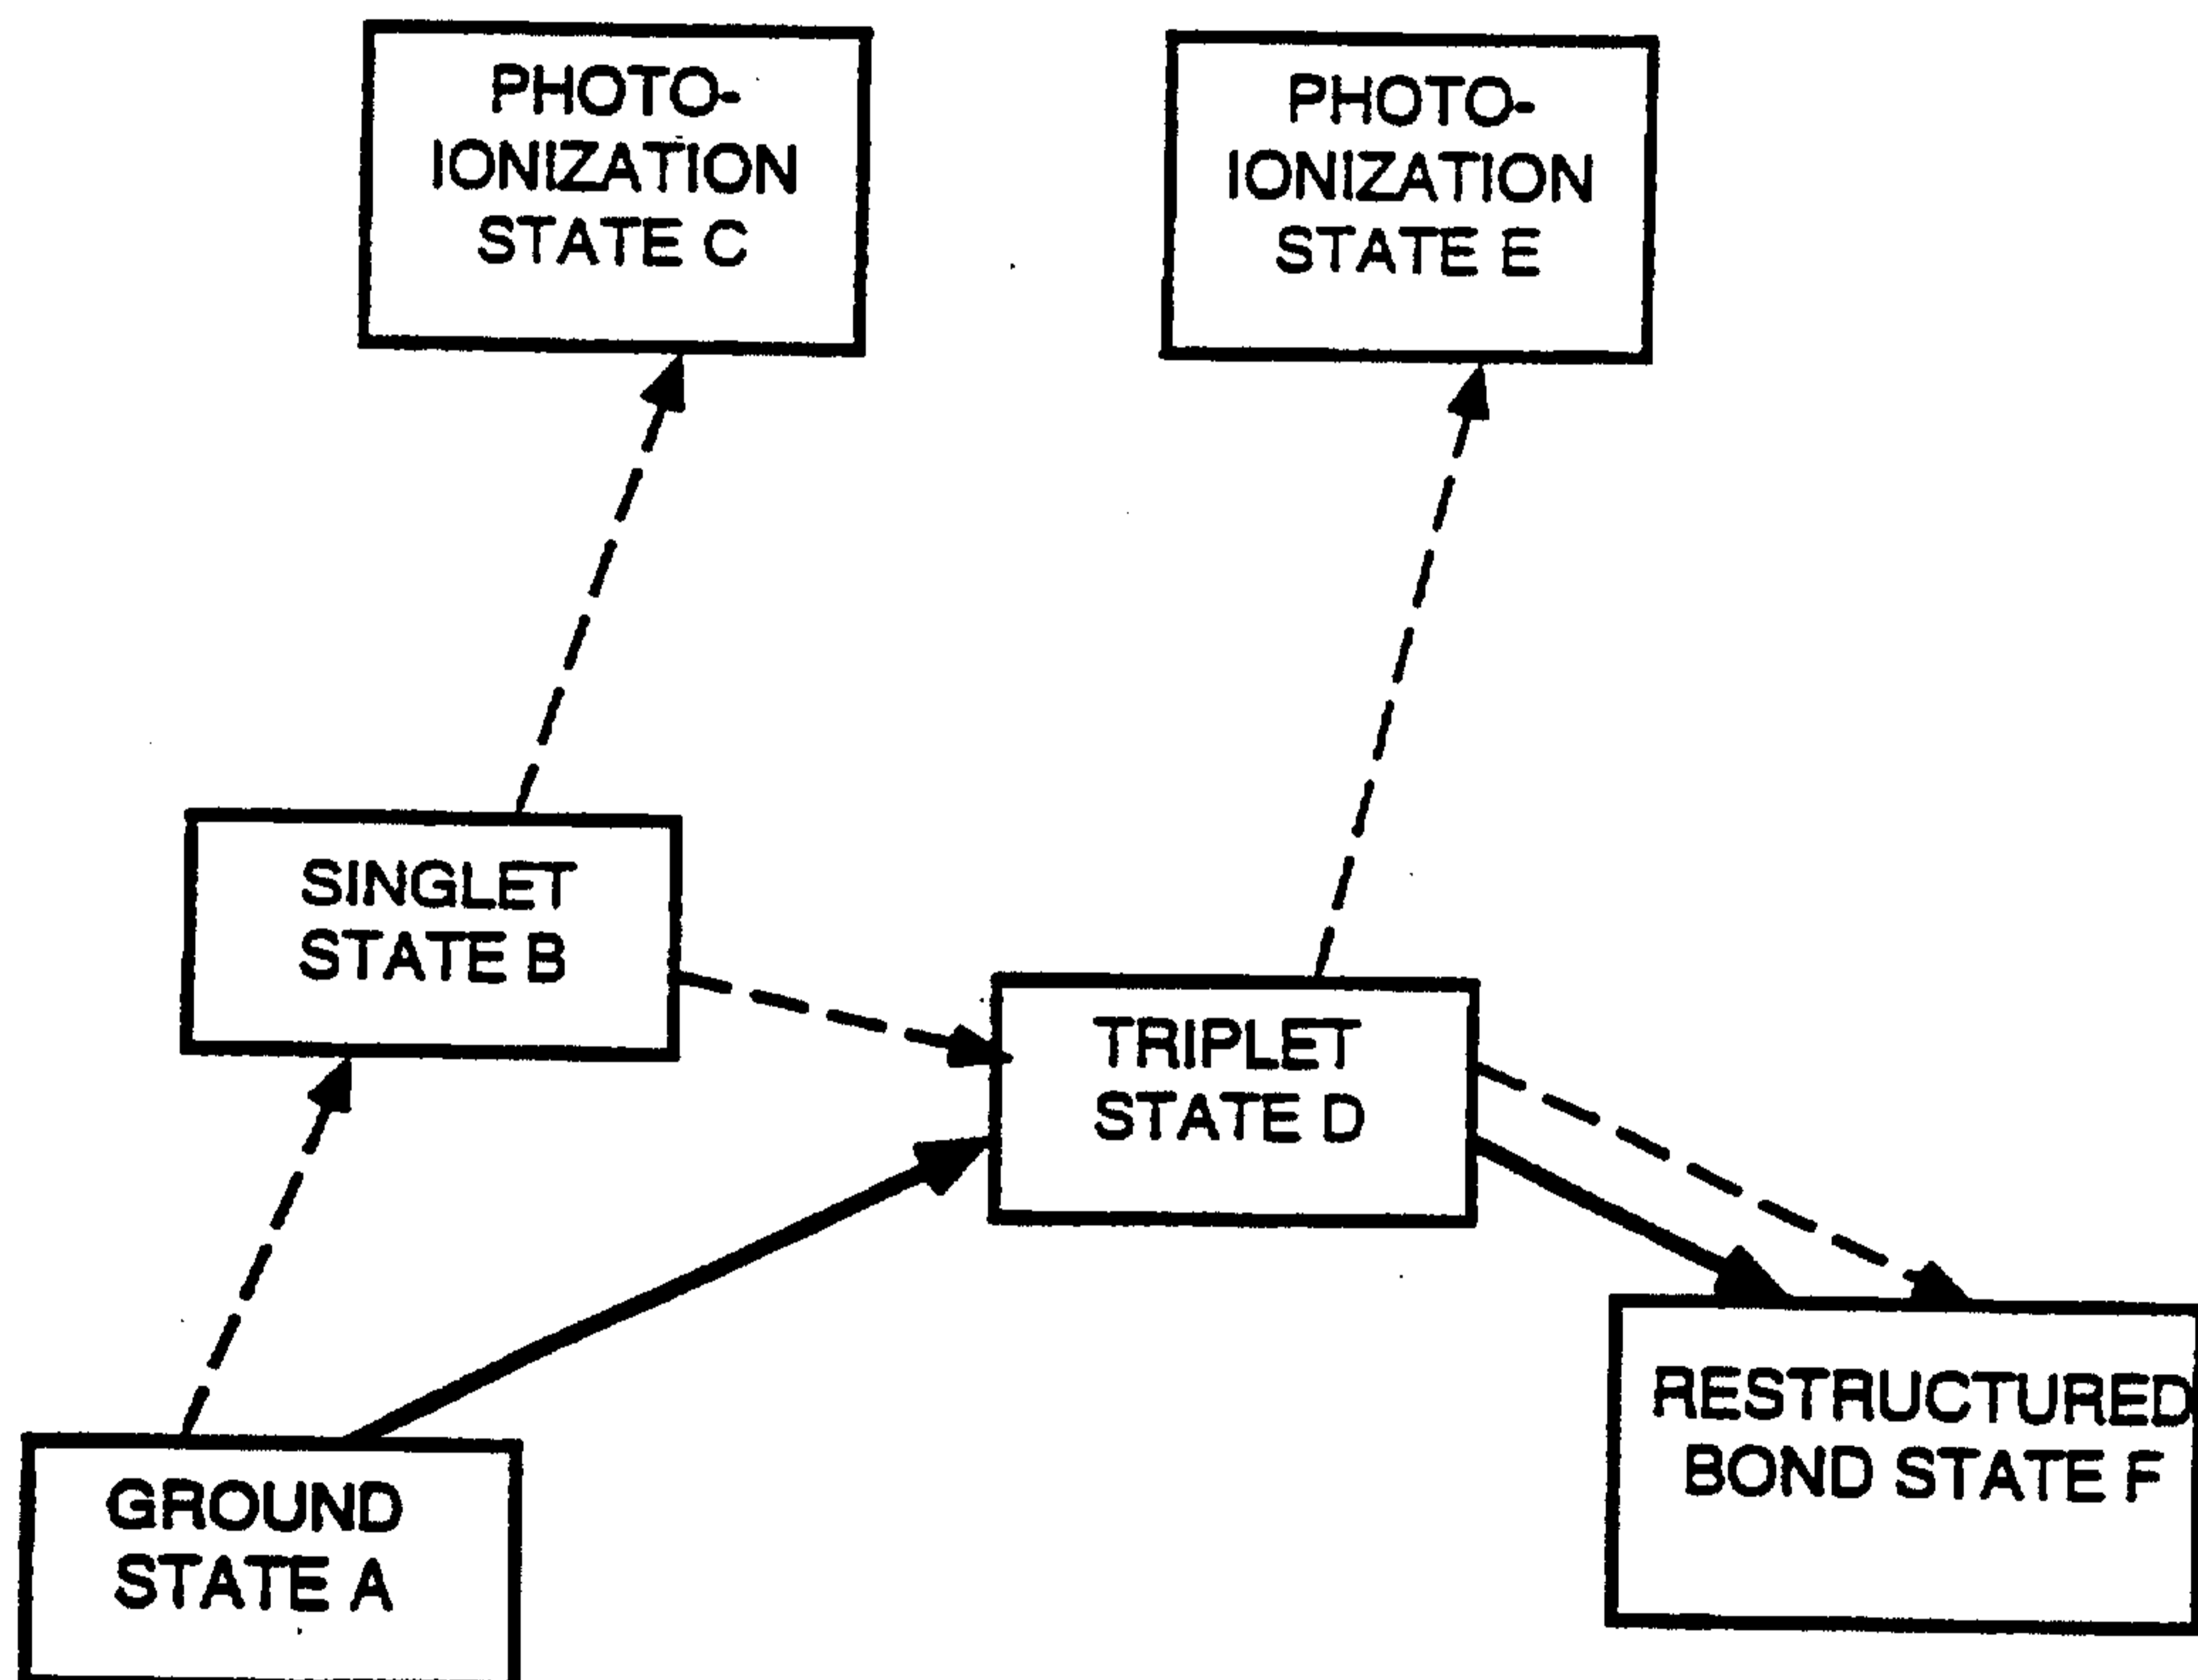 PHOTO-
IONIZATION
STATE C
PHOTO-
IONIZATION
STATE E
SINGLET
STATE B
TRIPLET
STATE D
RESTRUCTURED
BOND STATE F
GROUND
STATE A